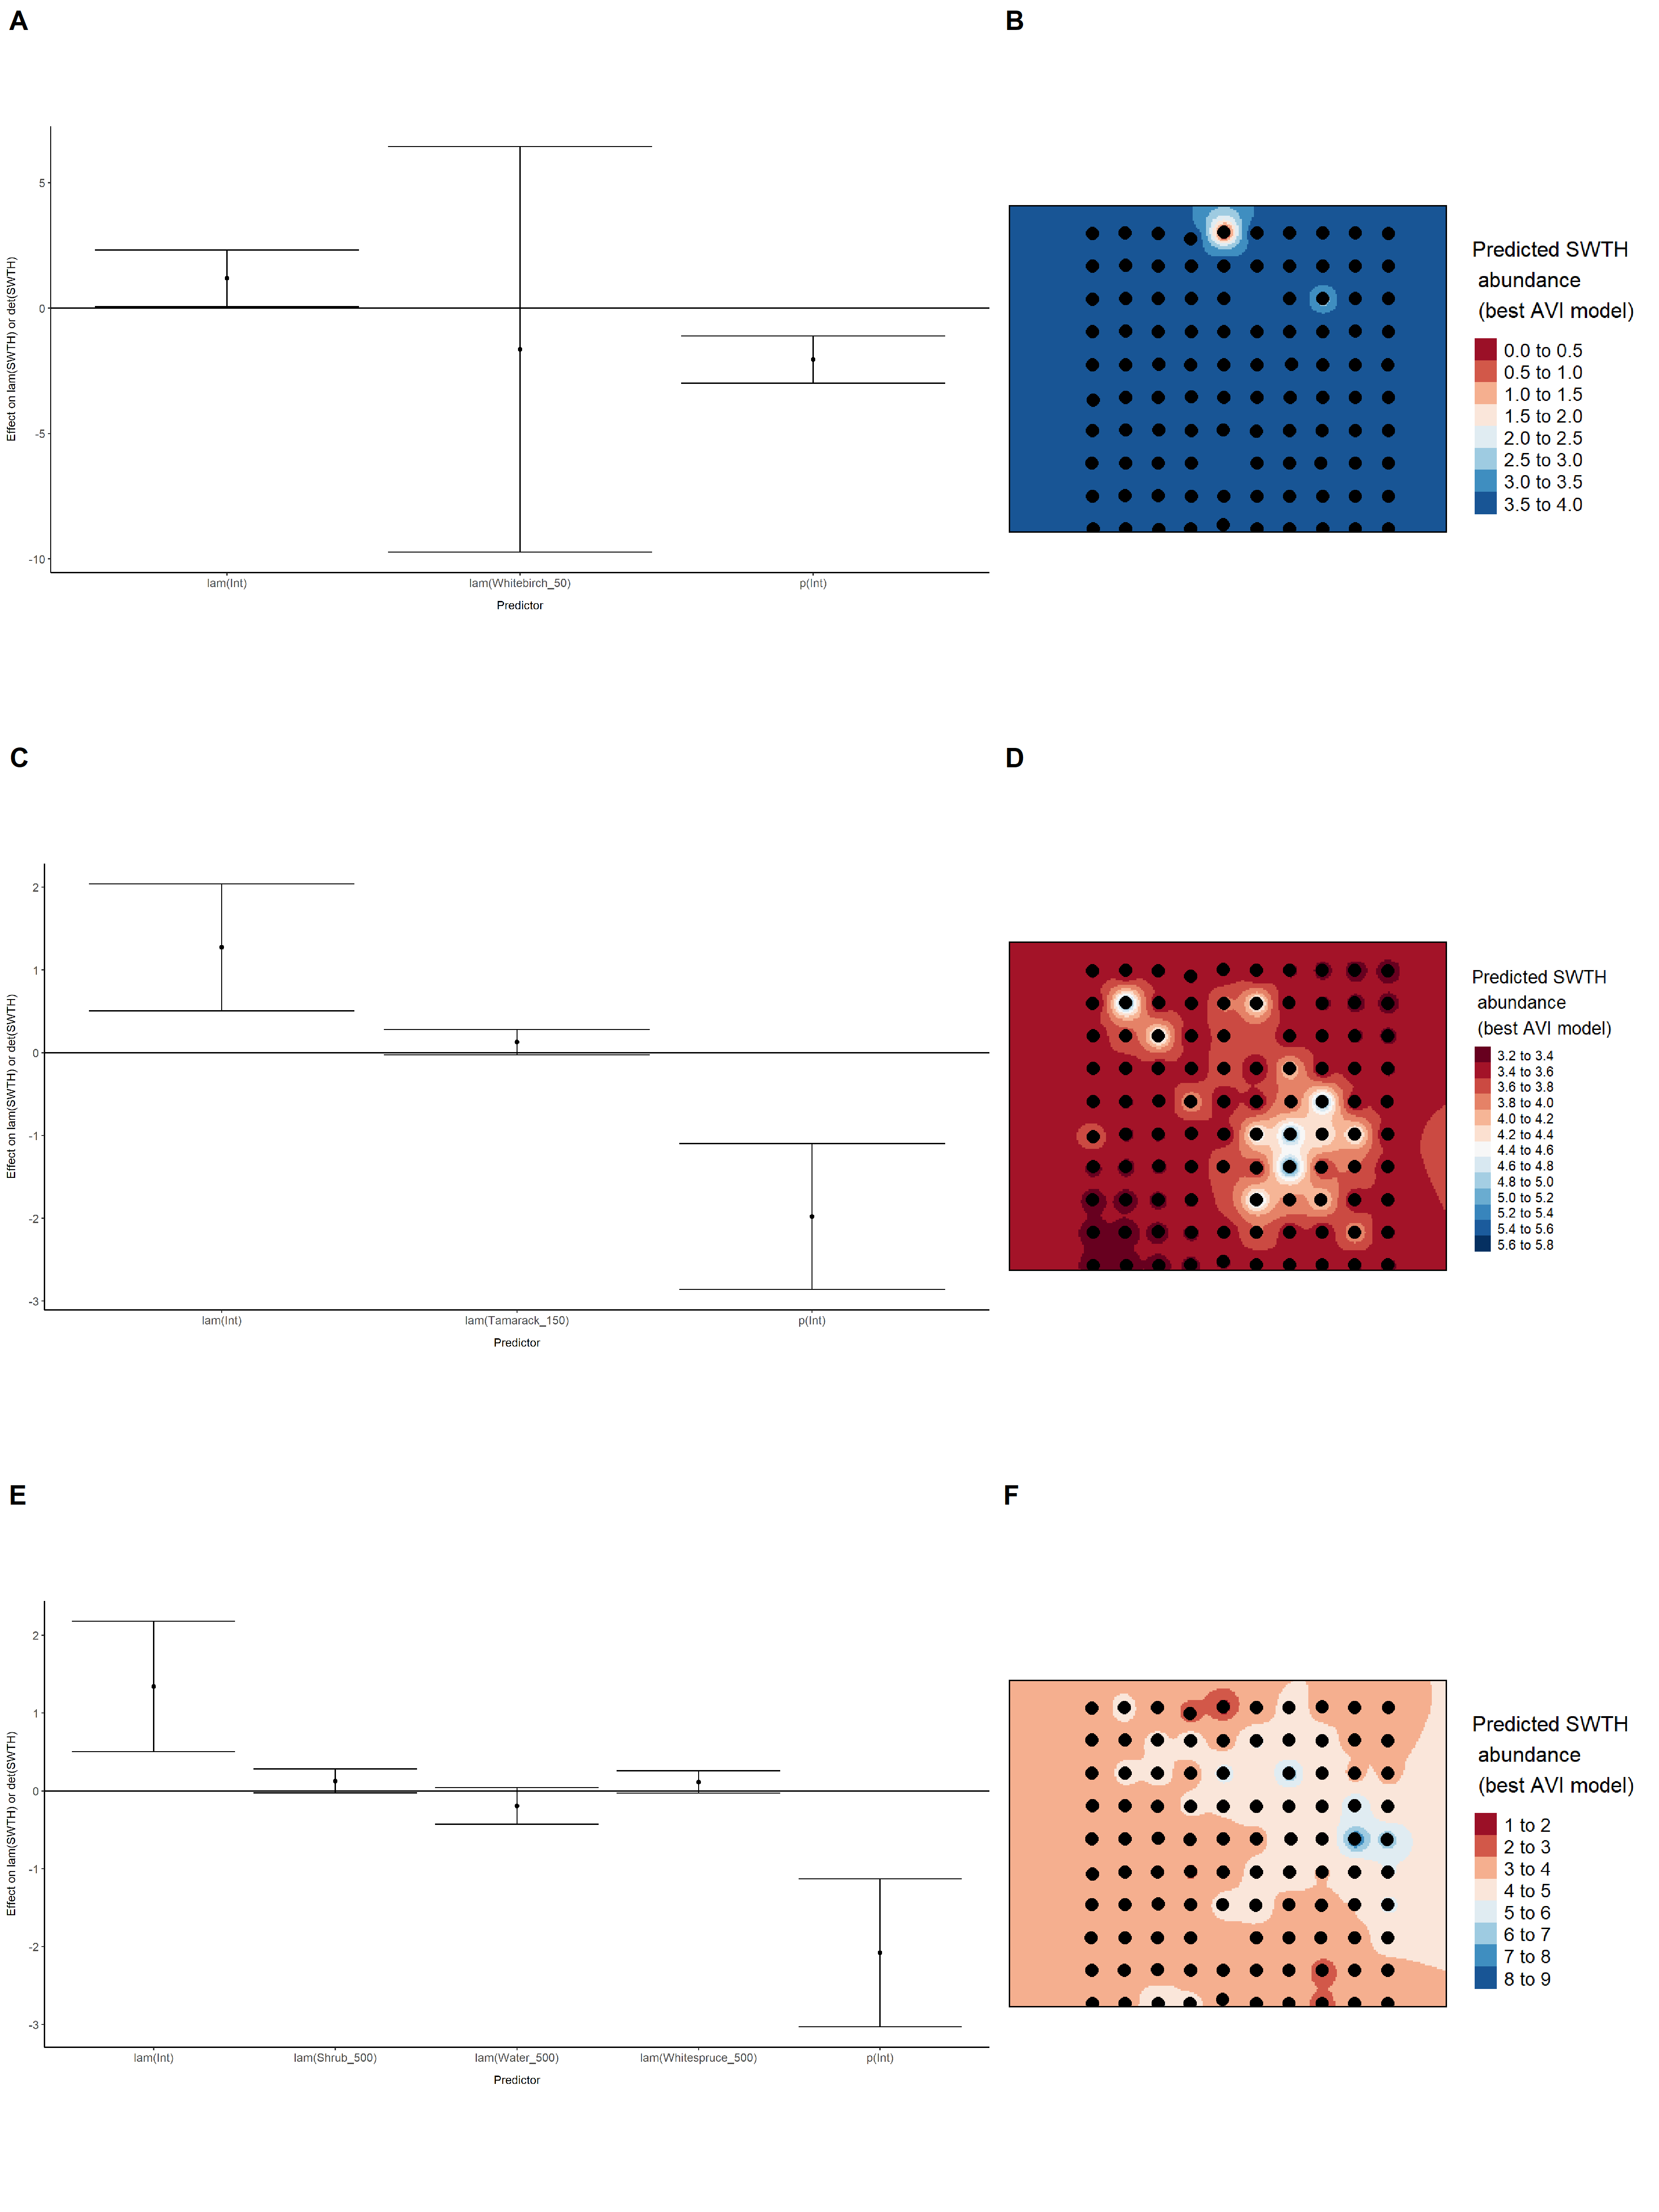 A
B
Effect on lam(SWTH) or det(SWTH)
5
0
-5
-10
lam(Int)
lam(Whitebirch_50)
p(Int)
Predictor
Predicted SWTH
abundance
(best AVI model)
0.0 to 0.5
0.5 to 1.0
1.0 to 1.5
1.5 to 2.0
2.0 to 2.5
2.5 to 3.0
3.0 to 3.5
3.5 to 4.0
C
D
Effect on lam(SWTH) or det(SWTH)
2
1
0
-1
-2
-3
lam(Int)
lam(Tamarack_150)
p(Int)
Predictor
Predicted SWTH
abundance
(best AVI model)
3.2 to 3.4
3.4 to 3.6
3.6 to 3.8
3.8 to 4.0
4.0 to 4.2
4.2 to 4.4
4.4 to 4.6
4.6 to 4.8
4.8 to 5.0
5.0 to 5.2
5.2 to 5.4
5.4 to 5.6
5.6 to 5.8
E
F
Effect on lam(SWTH) or det(SWTH)
2
1
0
-1
-2
-3
lam(Int)
lam(Shrub_500)
lam(Water_500)
lam(Whitespruce_500)
p(Int)
Predictor
Predicted SWTH
abundance
(best AVI model)
1 to 2
2 to 3
3 to 4
4 to 5
5 to 6
6 to 7
7 to 8
8 to 9